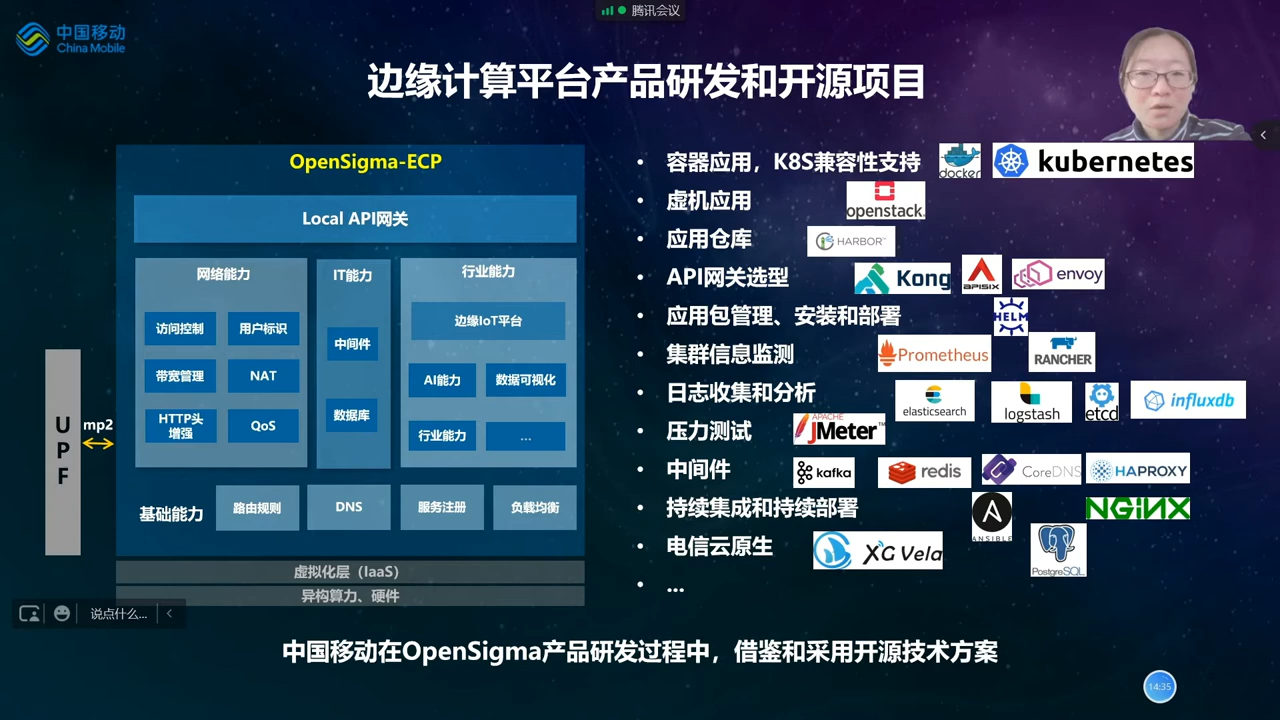 腾讯会议
中国移动
China Mobile
边缘计算平台产品研发和开源项目
OpenSigma-ECP
Local API网关
网络能力
访问控制
用户标识
带宽管理
NAT
HTTP头
增强
QoS
IT能力
中间件
数据库
行业能力
边缘IoT平台
AI能力
数据可视化
行业能力
...
基础能力
路由规则
DNS
服务注册
负载均衡
虚拟化层（IaaS）
异构算力、硬件
UPF
mp2
• 容器应用，K8S兼容性支持 docker kubernetes
• 虚机应用 openstack.
• 应用仓库 HARBOR™
• API网关选型 Kong APISIX envoy
• 应用包管理、安装和部署 HELM
• 集群信息监测 Prometheus RANCHER
• 日志收集和分析 elasticsearch logstash etcd influxdb
• 压力测试 APACHE JMeter™
• 中间件 kafka redis CoreDNS HAPROXY
• 持续集成和持续部署 ANSIBLE NGINX
• 电信云原生 XG Vela PostgreSQL
• ...
说点什么...
中国移动在OpenSigma产品研发过程中，借鉴和采用开源技术方案
14:35